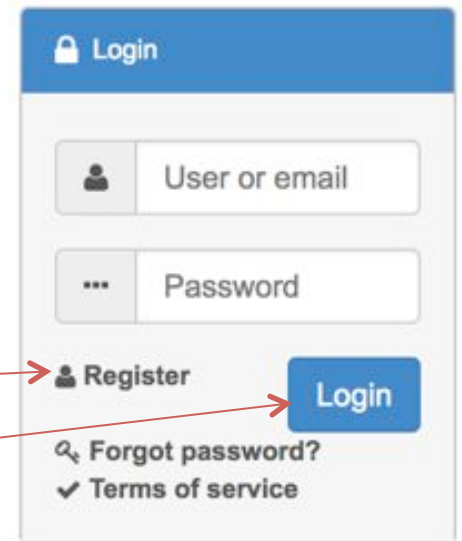 Login
User or email
Password
Register
Login
Forgot password?
Terms of service